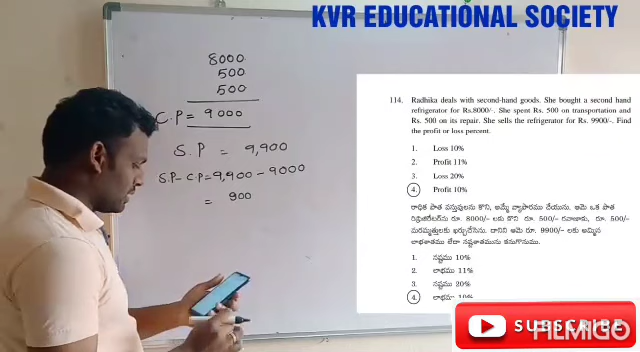 KVR EDUCATIONAL SOCIETY
8000
500
500
C.P = 9000
S.P = 9,900
S.P - C.P = 9,900 - 9000
= 900
114. Radhika deals with second-hand goods. She bought a second hand
refrigerator for Rs.8000/-. She spent Rs. 500 on transportation and
Rs. 500 on its repair. She sells the refrigerator for Rs. 9900/-. Find
the profit or loss percent.
1. Loss 10%
2. Profit 11%
3. Loss 20%
4. Profit 10%
రాధిక పాత వస్తువులను కొని, అమ్మే వ్యాపారము చేయును. ఆమె ఒక పాత
రిఫ్రిజిరేటర్‌ను రూ. 8000/- లకు కొని రూ. 500/- రవాణాకు, రూ. 500/-
మరమ్మత్తులకు ఖర్చుచేసెను. దానిని ఆమె రూ. 9900/- లకు అమ్మిన
లాభశాతము లేదా నష్టశాతమును కనుగొనుము.
1. నష్టము 10%
2. లాభము 11%
3. నష్టము 20%
4. లాభము 10%
SUBSCRIBE
FILMIGO